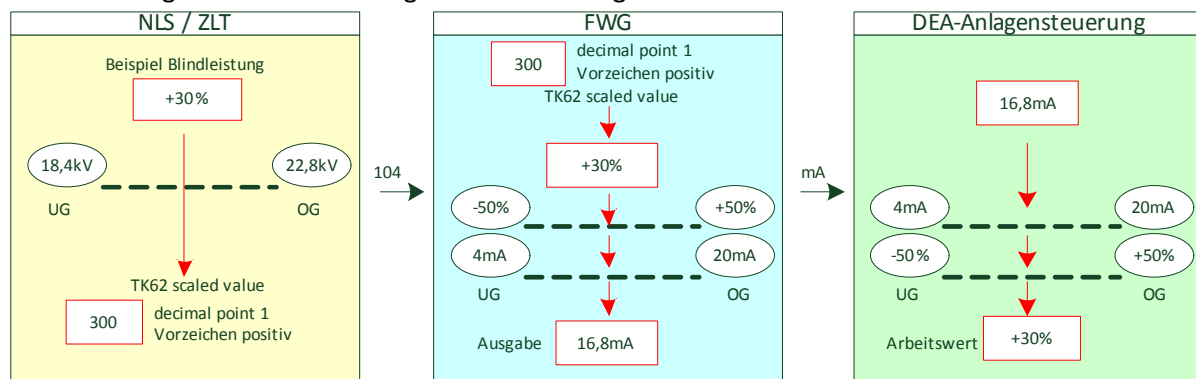 NLS / ZLT
Beispiel Blindleistung
+30%
18,4kV
22,8kV
UG
OG
TK62 scaled value
300
decimal point 1
Vorzeichen positiv
104
FWG
300
decimal point 1
Vorzeichen positiv
TK62 scaled value
+30%
-50%
+50%
4mA
20mA
UG
OG
Ausgabe
16,8mA
mA
DEA-Anlagensteuerung
16,8mA
4mA
20mA
-50%
+50%
UG
OG
Arbeitswert
+30%